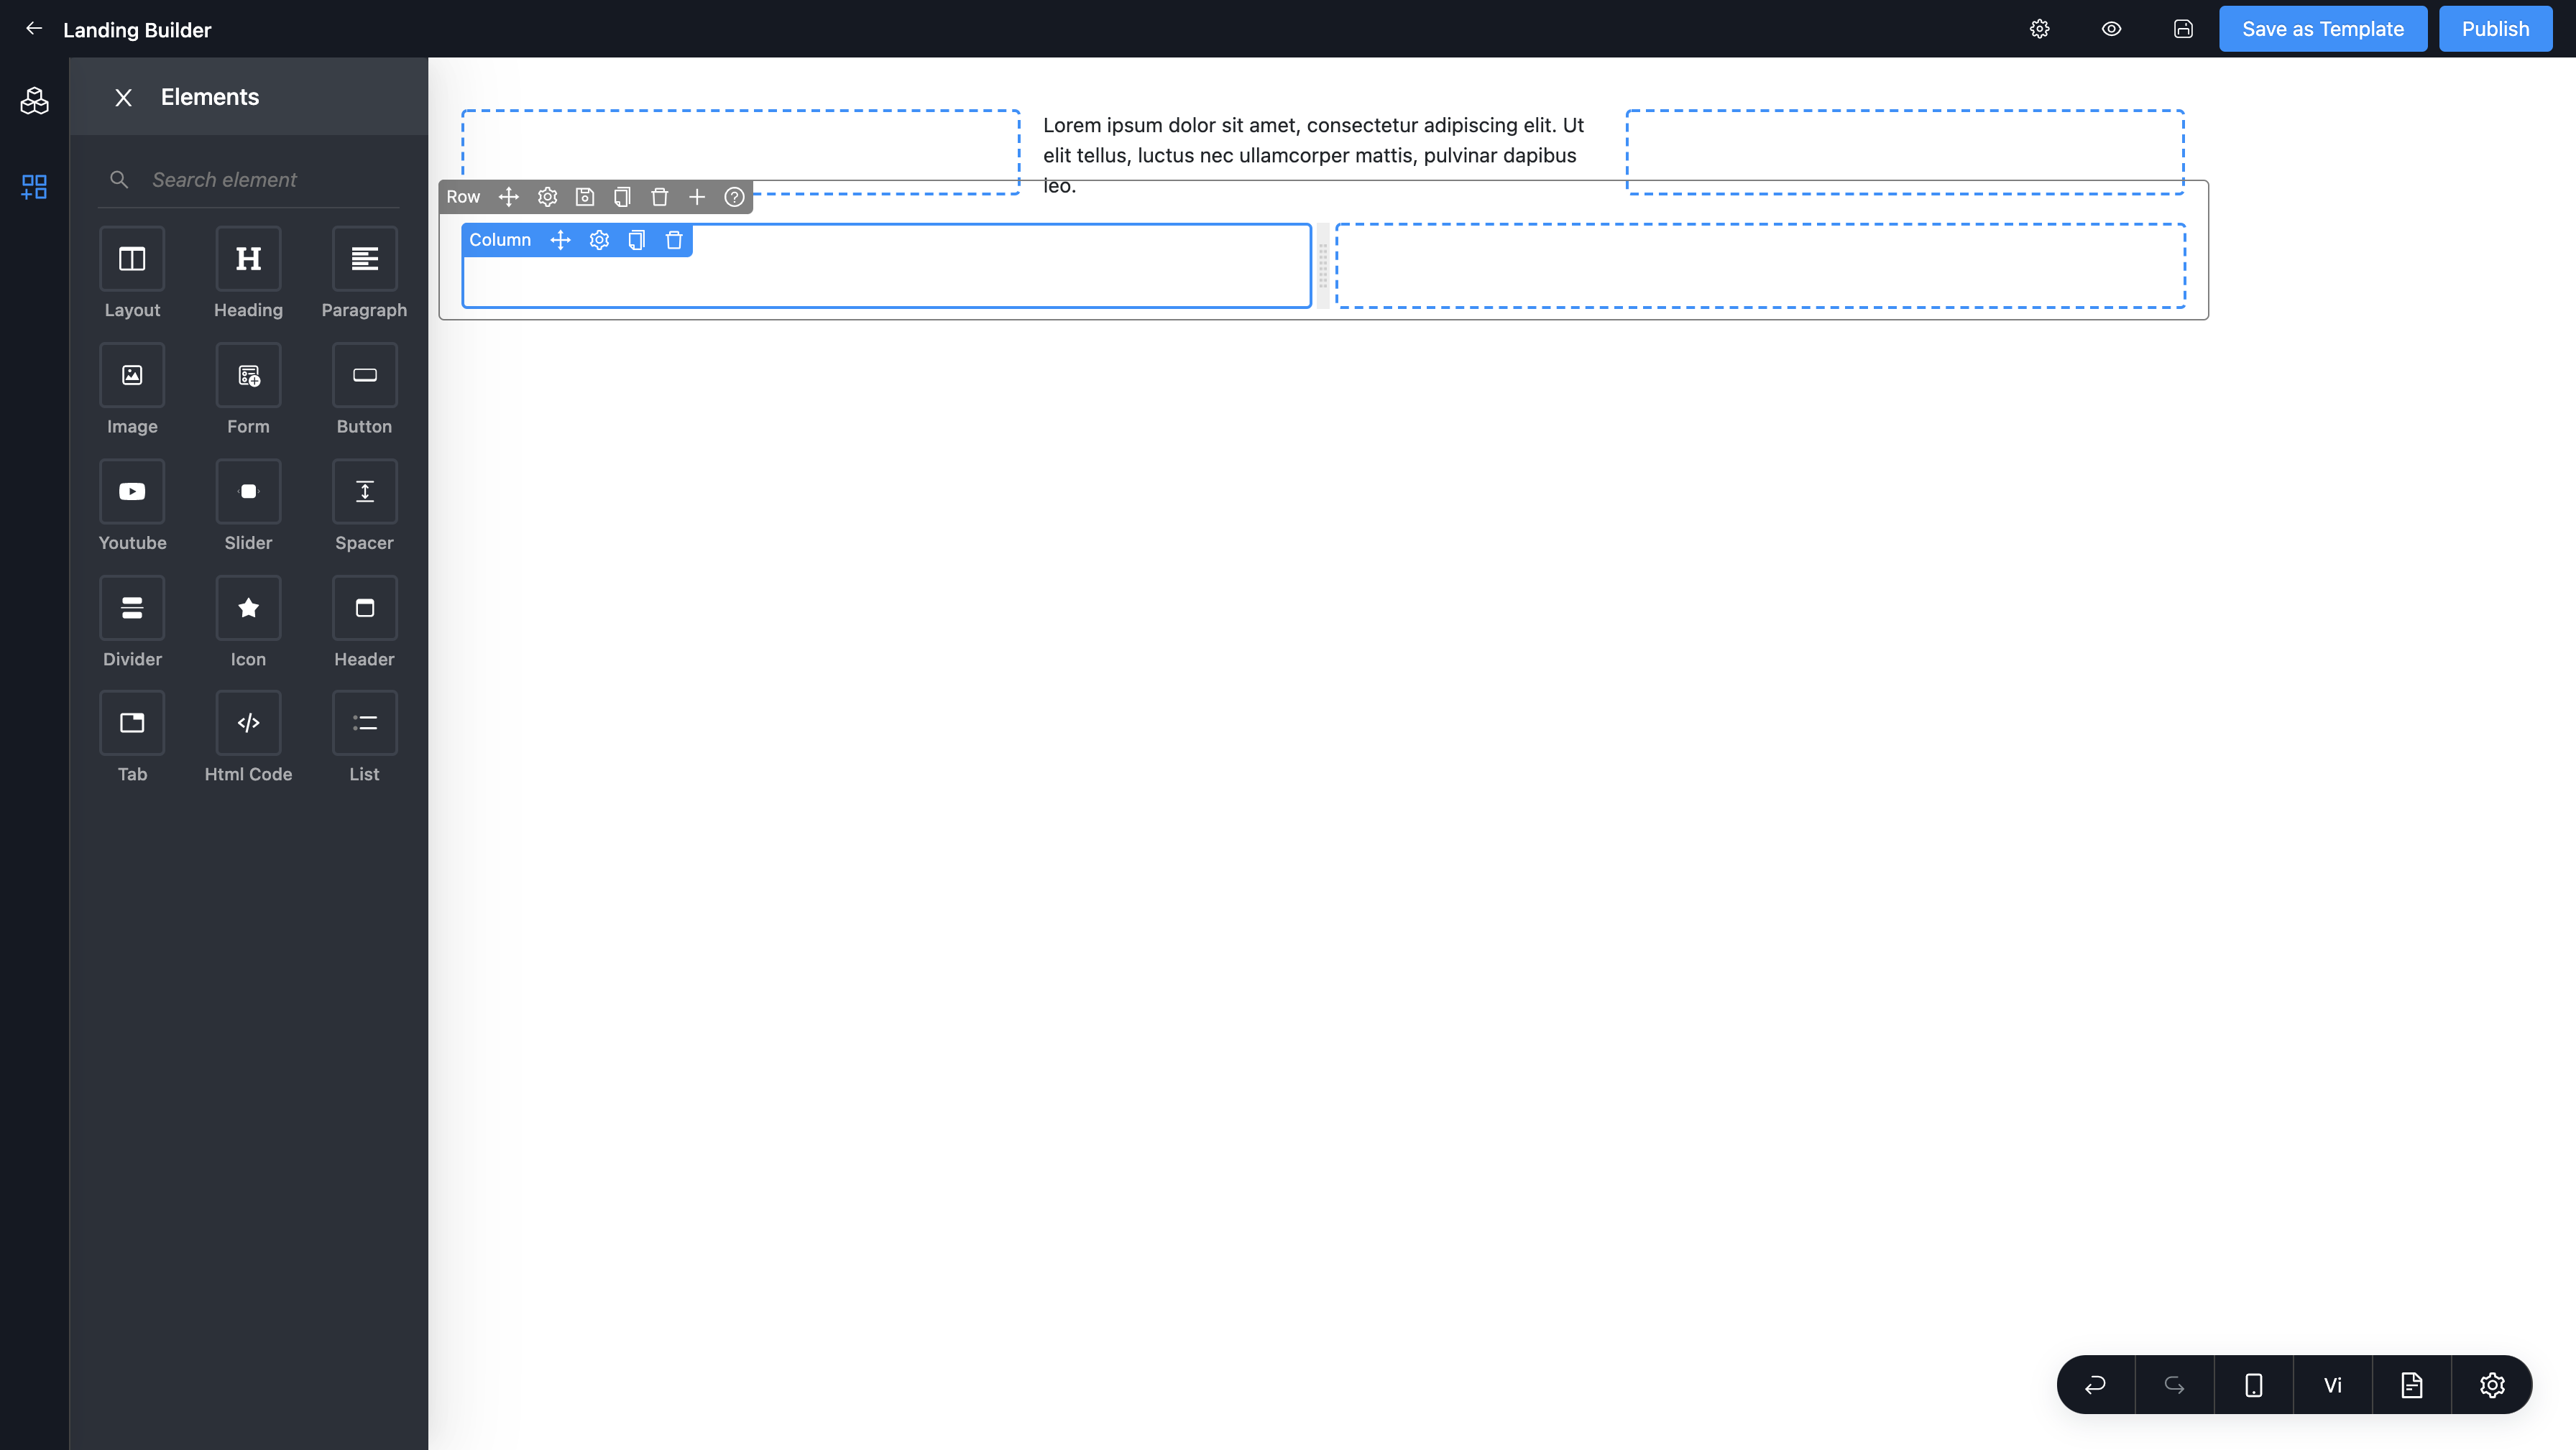 Landing Builder
Save as Template
Publish
Elements
Search element
Layout
Heading
Paragraph
Image
Form
Button
Youtube
Slider
Spacer
Divider
Icon
Header
Tab
Html Code
List
Lorem ipsum dolor sit amet, consectetur adipiscing elit. Ut
elit tellus, luctus nec ullamcorper mattis, pulvinar dapibus
leo.
Row
Column
Vi